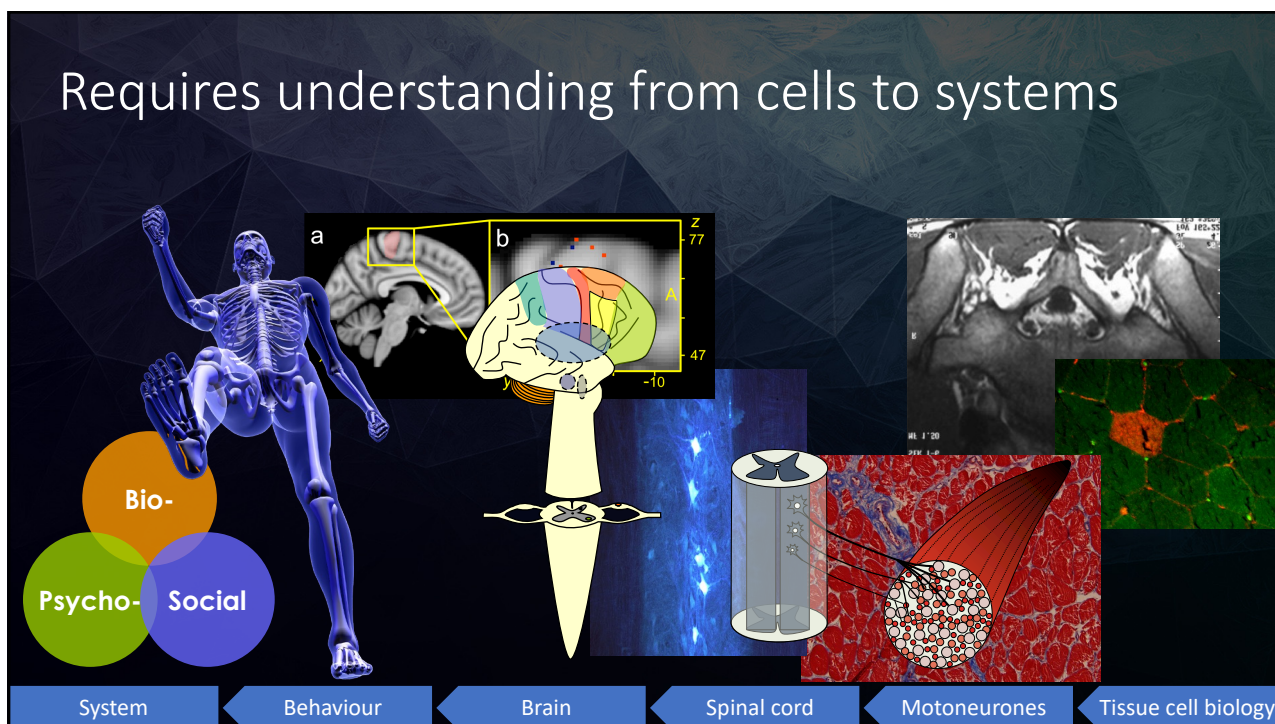 Requires understanding from cells to systems
a
b
z
77
A
47
y
-10
R
Bio-
Psycho-
Social
System
Behaviour
Brain
Spinal cord
Motoneurones
Tissue cell biology